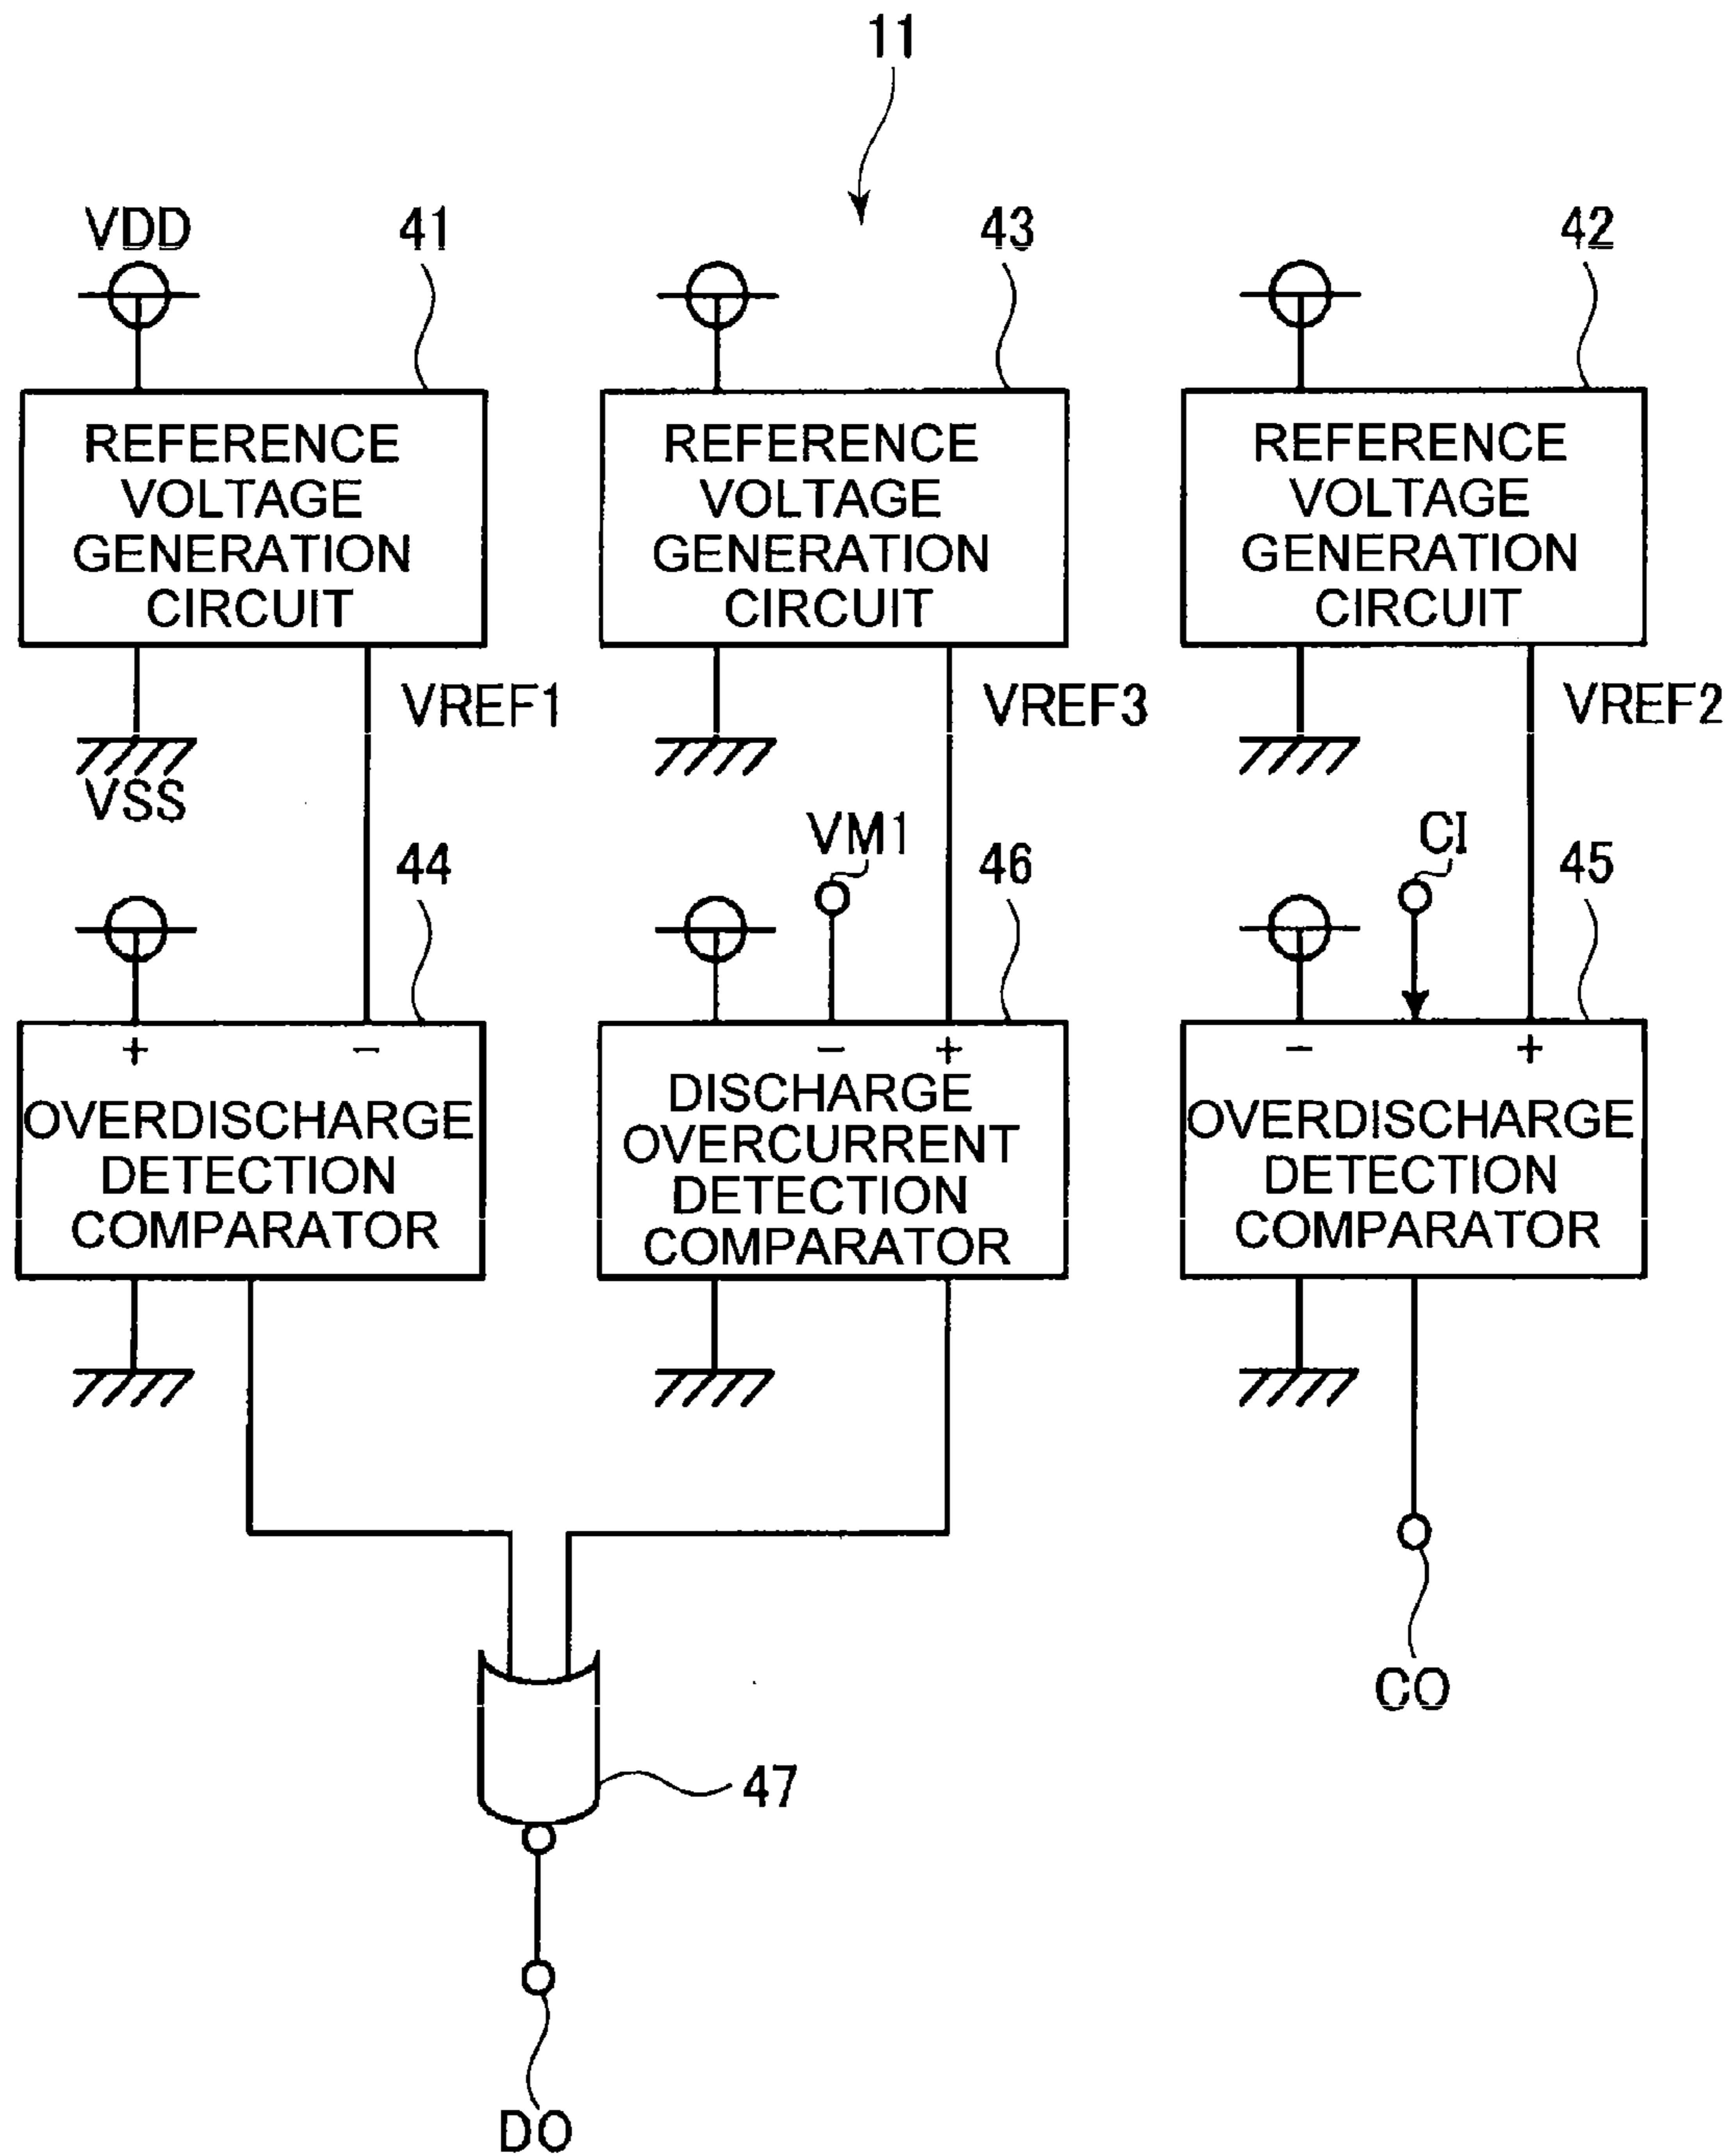 11
VDD
41
43
42
REFERENCE
VOLTAGE
GENERATION
CIRCUIT
REFERENCE
VOLTAGE
GENERATION
CIRCUIT
REFERENCE
VOLTAGE
GENERATION
CIRCUIT
VREF1
VREF3
VREF2
VSS
VM1
CI
44
46
45
+ −
− +
− +
OVERDISCHARGE
DETECTION
COMPARATOR
DISCHARGE
OVERCURRENT
DETECTION
COMPARATOR
OVERDISCHARGE
DETECTION
COMPARATOR
CO
47
DO